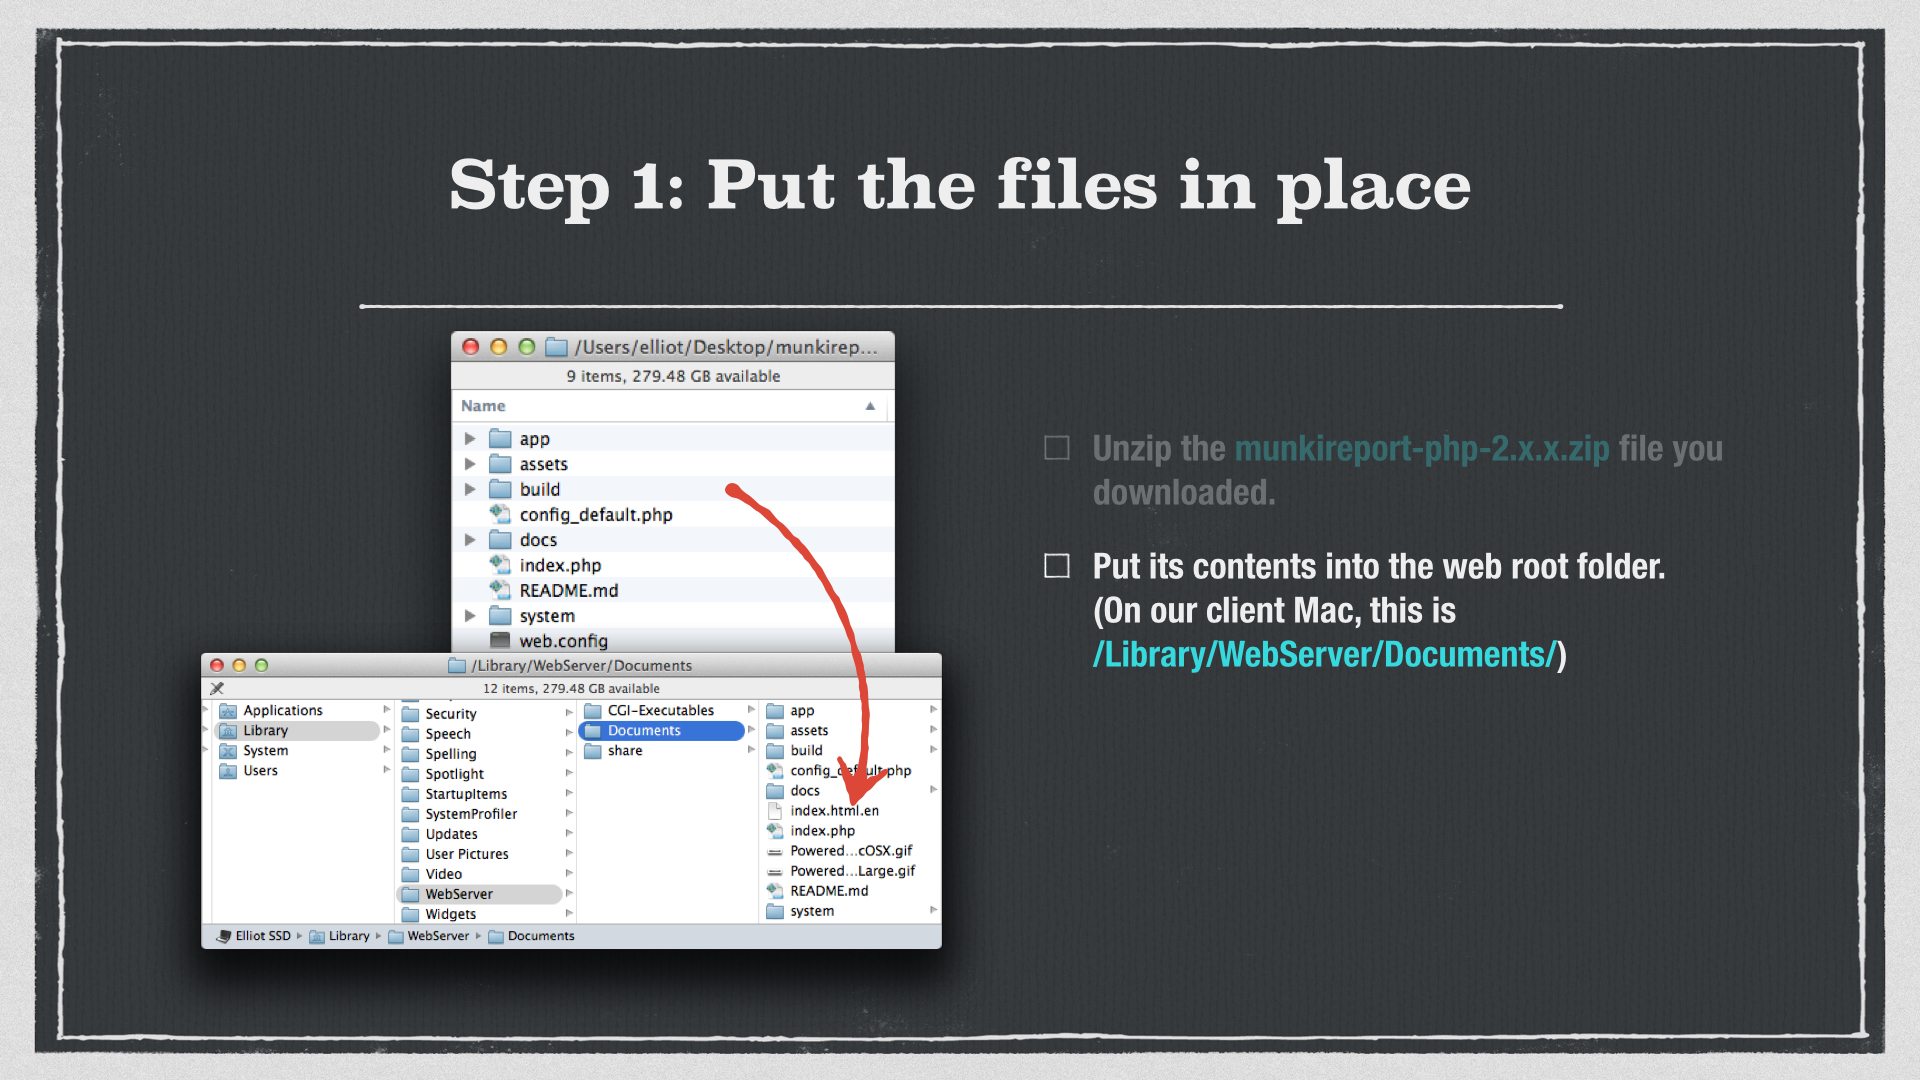 Step 1: Put the files in place
/Users/elliot/Desktop/munkirep...
9 items, 279.48 GB available
Name
app
assets
build
config_default.php
docs
index.php
README.md
system
web.config
/Library/WebServer/Documents
12 items, 279.48 GB available
Applications
Library
System
Users
Security
Speech
Spelling
Spotlight
StartupItems
SystemProfiler
Updates
User Pictures
Video
WebServer
Widgets
CGI-Executables
Documents
share
app
assets
build
config_default.php
docs
index.html.en
index.php
Powered...cOSX.gif
Powered...Large.gif
README.md
system
Elliot SSD Library WebServer Documents
Unzip the munkireport-php-2.x.x.zip file you
downloaded.
Put its contents into the web root folder.
(On our client Mac, this is
/Library/WebServer/Documents/)